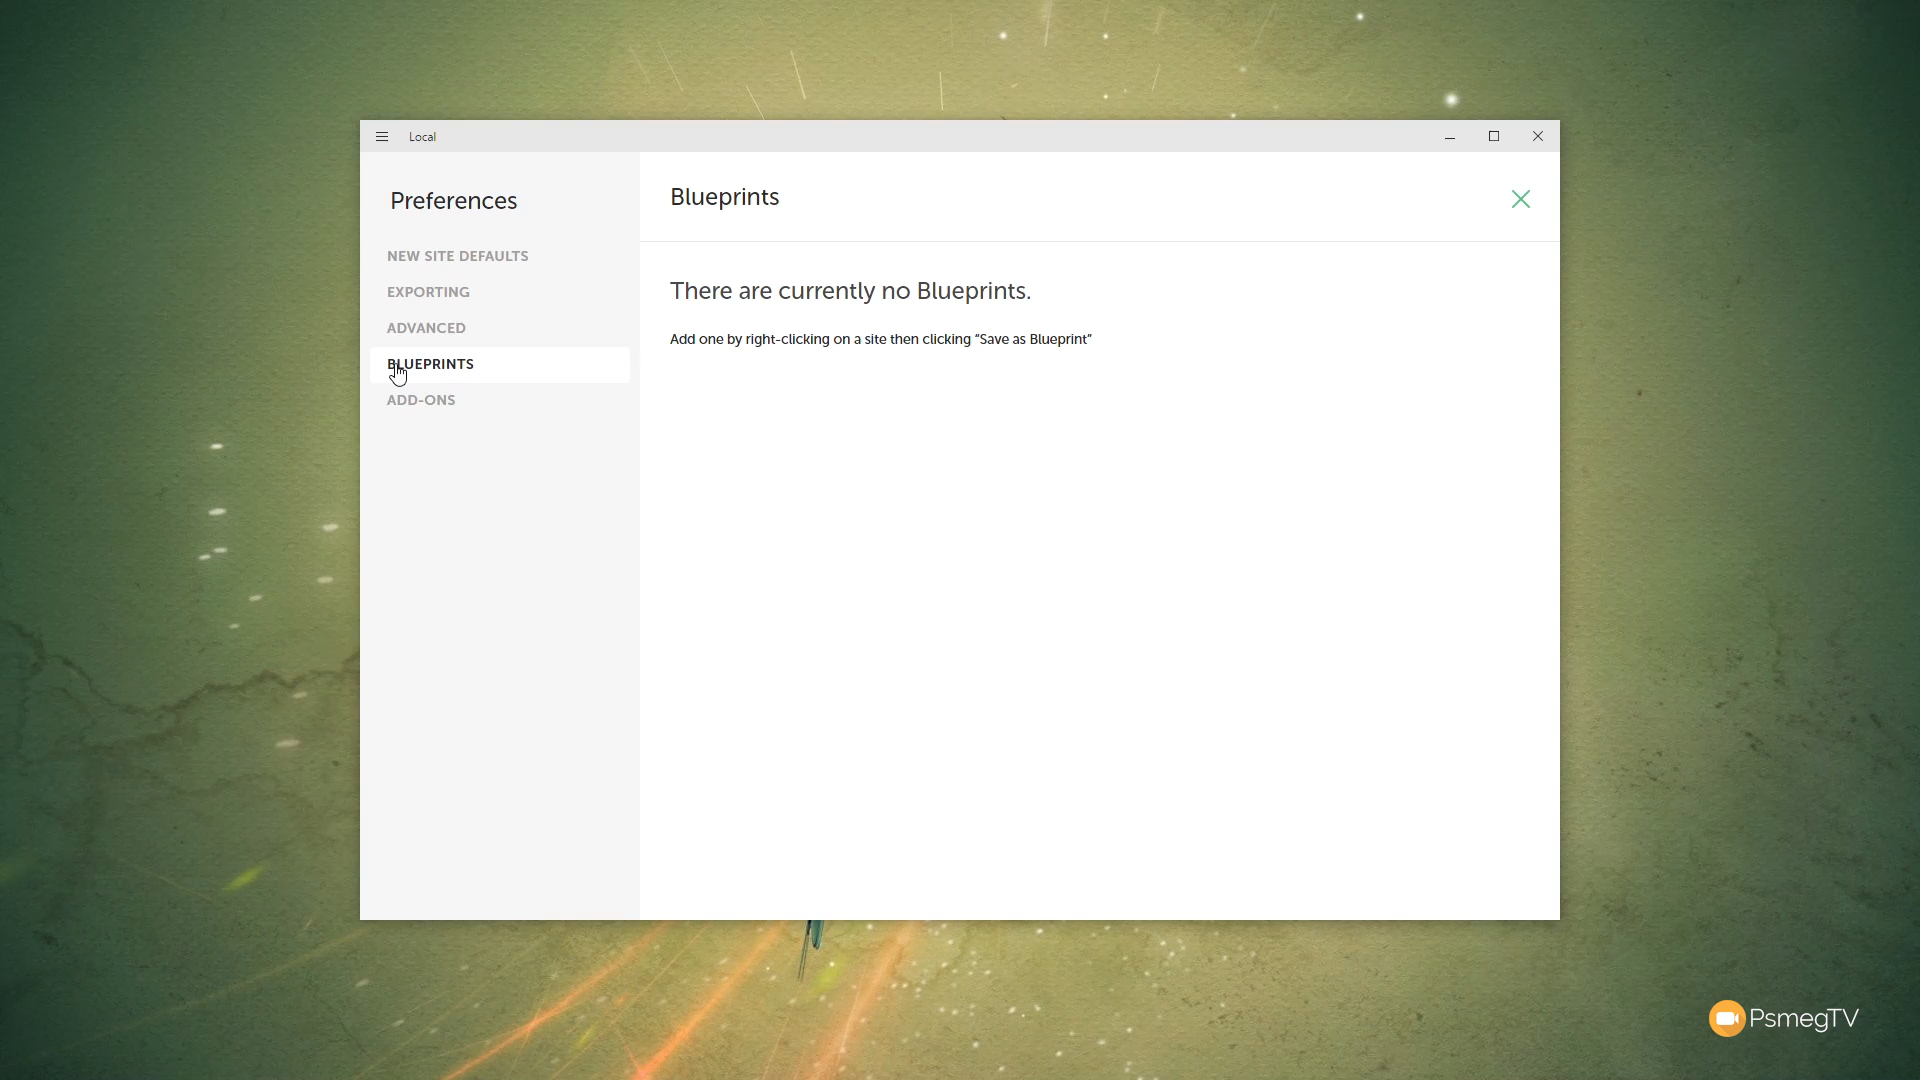 Local
Preferences
NEW SITE DEFAULTS
EXPORTING
ADVANCED
BLUEPRINTS
ADD-ONS
Blueprints
There are currently no Blueprints.
Add one by right-clicking on a site then clicking “Save as Blueprint”
PsmegTV